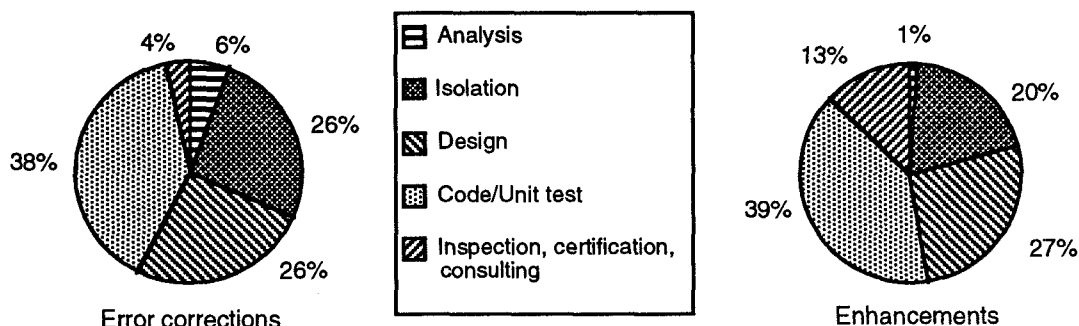 4%
6%
26%
26%
38%
Error corrections
Analysis
Isolation
Design
Code/Unit test
Inspection, certification,
consulting
1%
20%
27%
39%
13%
Enhancements